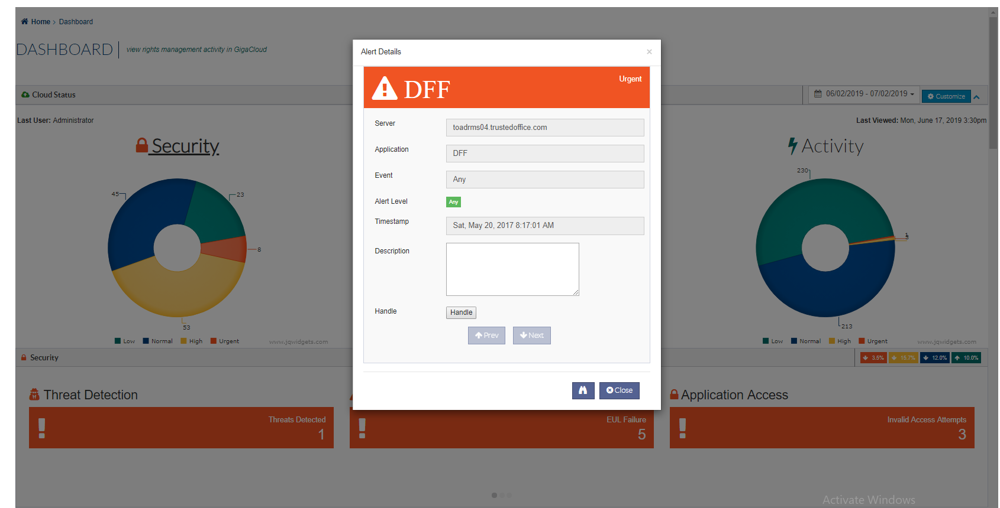 Home > Dashboard
DASHBOARD
view rights management activity in GigaCloud
Cloud Status
06/02/2019 - 07/02/2019
Customize
Last User: Administrator
Last Viewed: Mon, June 17, 2019 3:30pm
Security
45
23
8
53
Low
Normal
High
Urgent
www.jqwidgets.com
Activity
230
1
3
213
Low
Normal
High
Urgent
www.jqwidgets.com
Alert Details
×
DFF
Urgent
Server
toadrms04.trustedoffice.com
Application
DFF
Event
Any
Alert Level
Any
Timestamp
Sat, May 20, 2017 8:17:01 AM
Description
Handle
Handle
Prev
Next
Close
Security
3.5%
15.7%
12.0%
10.0%
Threat Detection
Threats Detected
1
EUL Failure
5
Application Access
Invalid Access Attempts
3
Activate Windows